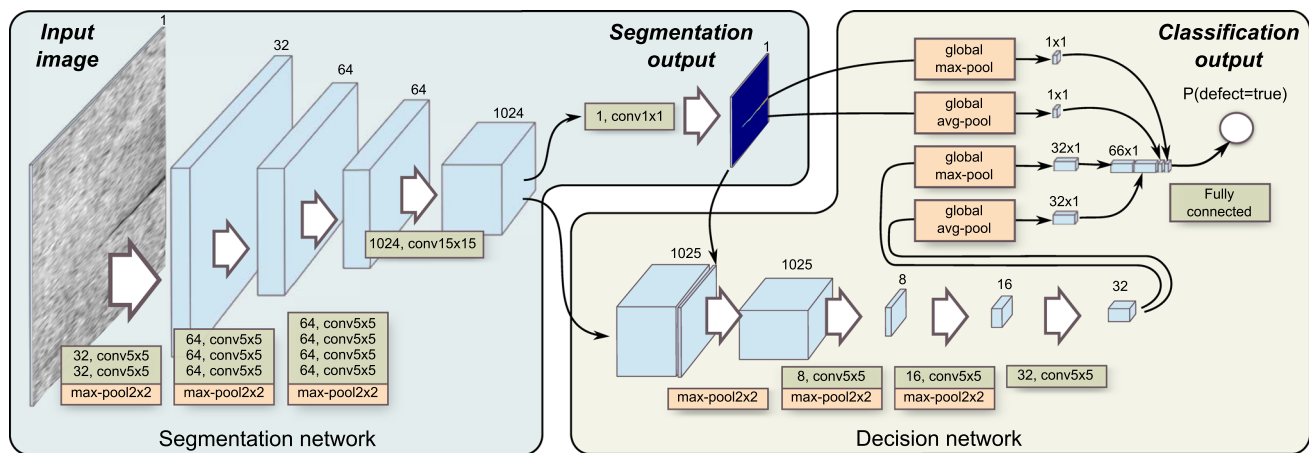 Input
image
1
32
64
64
1024
1024, conv15x15
32, conv5x5
32, conv5x5
max-pool2x2
64, conv5x5
64, conv5x5
64, conv5x5
max-pool2x2
64, conv5x5
64, conv5x5
64, conv5x5
64, conv5x5
max-pool2x2
Segmentation network
1, conv1x1
Segmentation
output
1
1025
1025
8
16
32
max-pool2x2
8, conv5x5
max-pool2x2
16, conv5x5
max-pool2x2
32, conv5x5
Decision network
global
max-pool
1x1
global
avg-pool
1x1
global
max-pool
32x1
global
avg-pool
32x1
66x1
Classification
output
P(defect=true)
Fully
connected